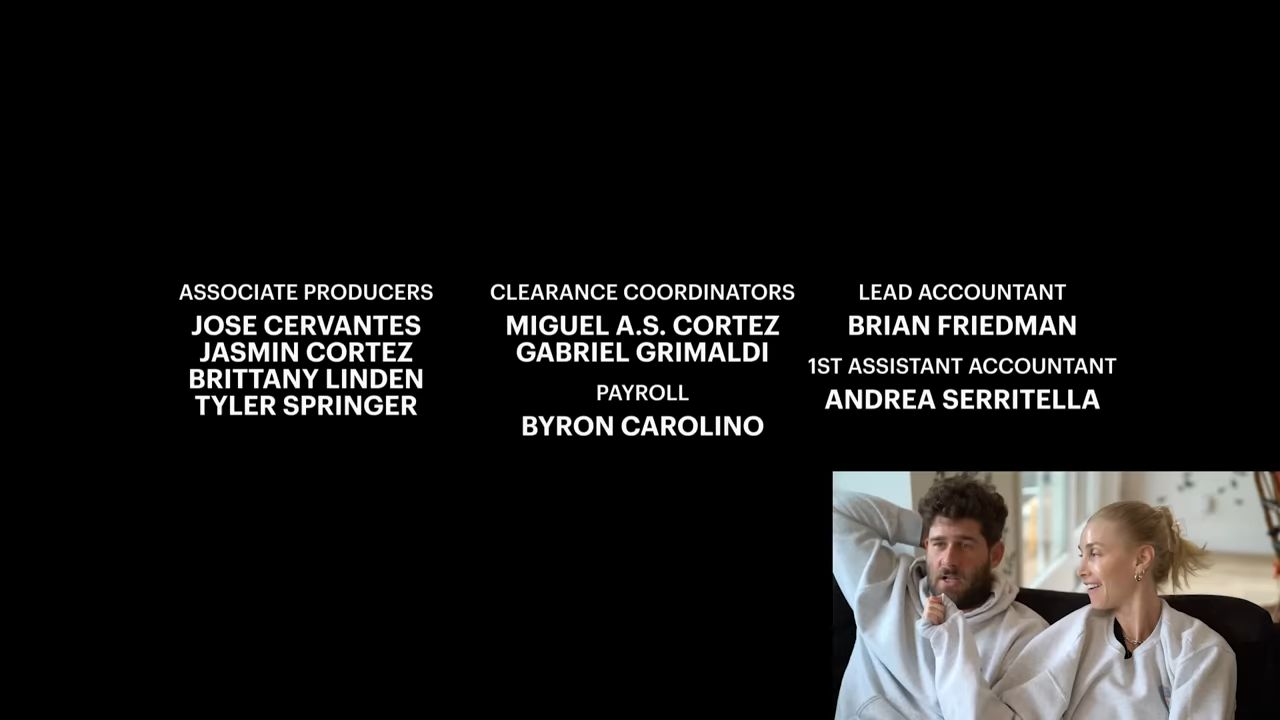 ASSOCIATE PRODUCERS
JOSE CERVANTES
JASMIN CORTEZ
BRITTANY LINDEN
TYLER SPRINGER
CLEARANCE COORDINATORS
MIGUEL A.S. CORTEZ
GABRIEL GRIMALDI
PAYROLL
BYRON CAROLINO
LEAD ACCOUNTANT
BRIAN FRIEDMAN
1ST ASSISTANT ACCOUNTANT
ANDREA SERRITELLA